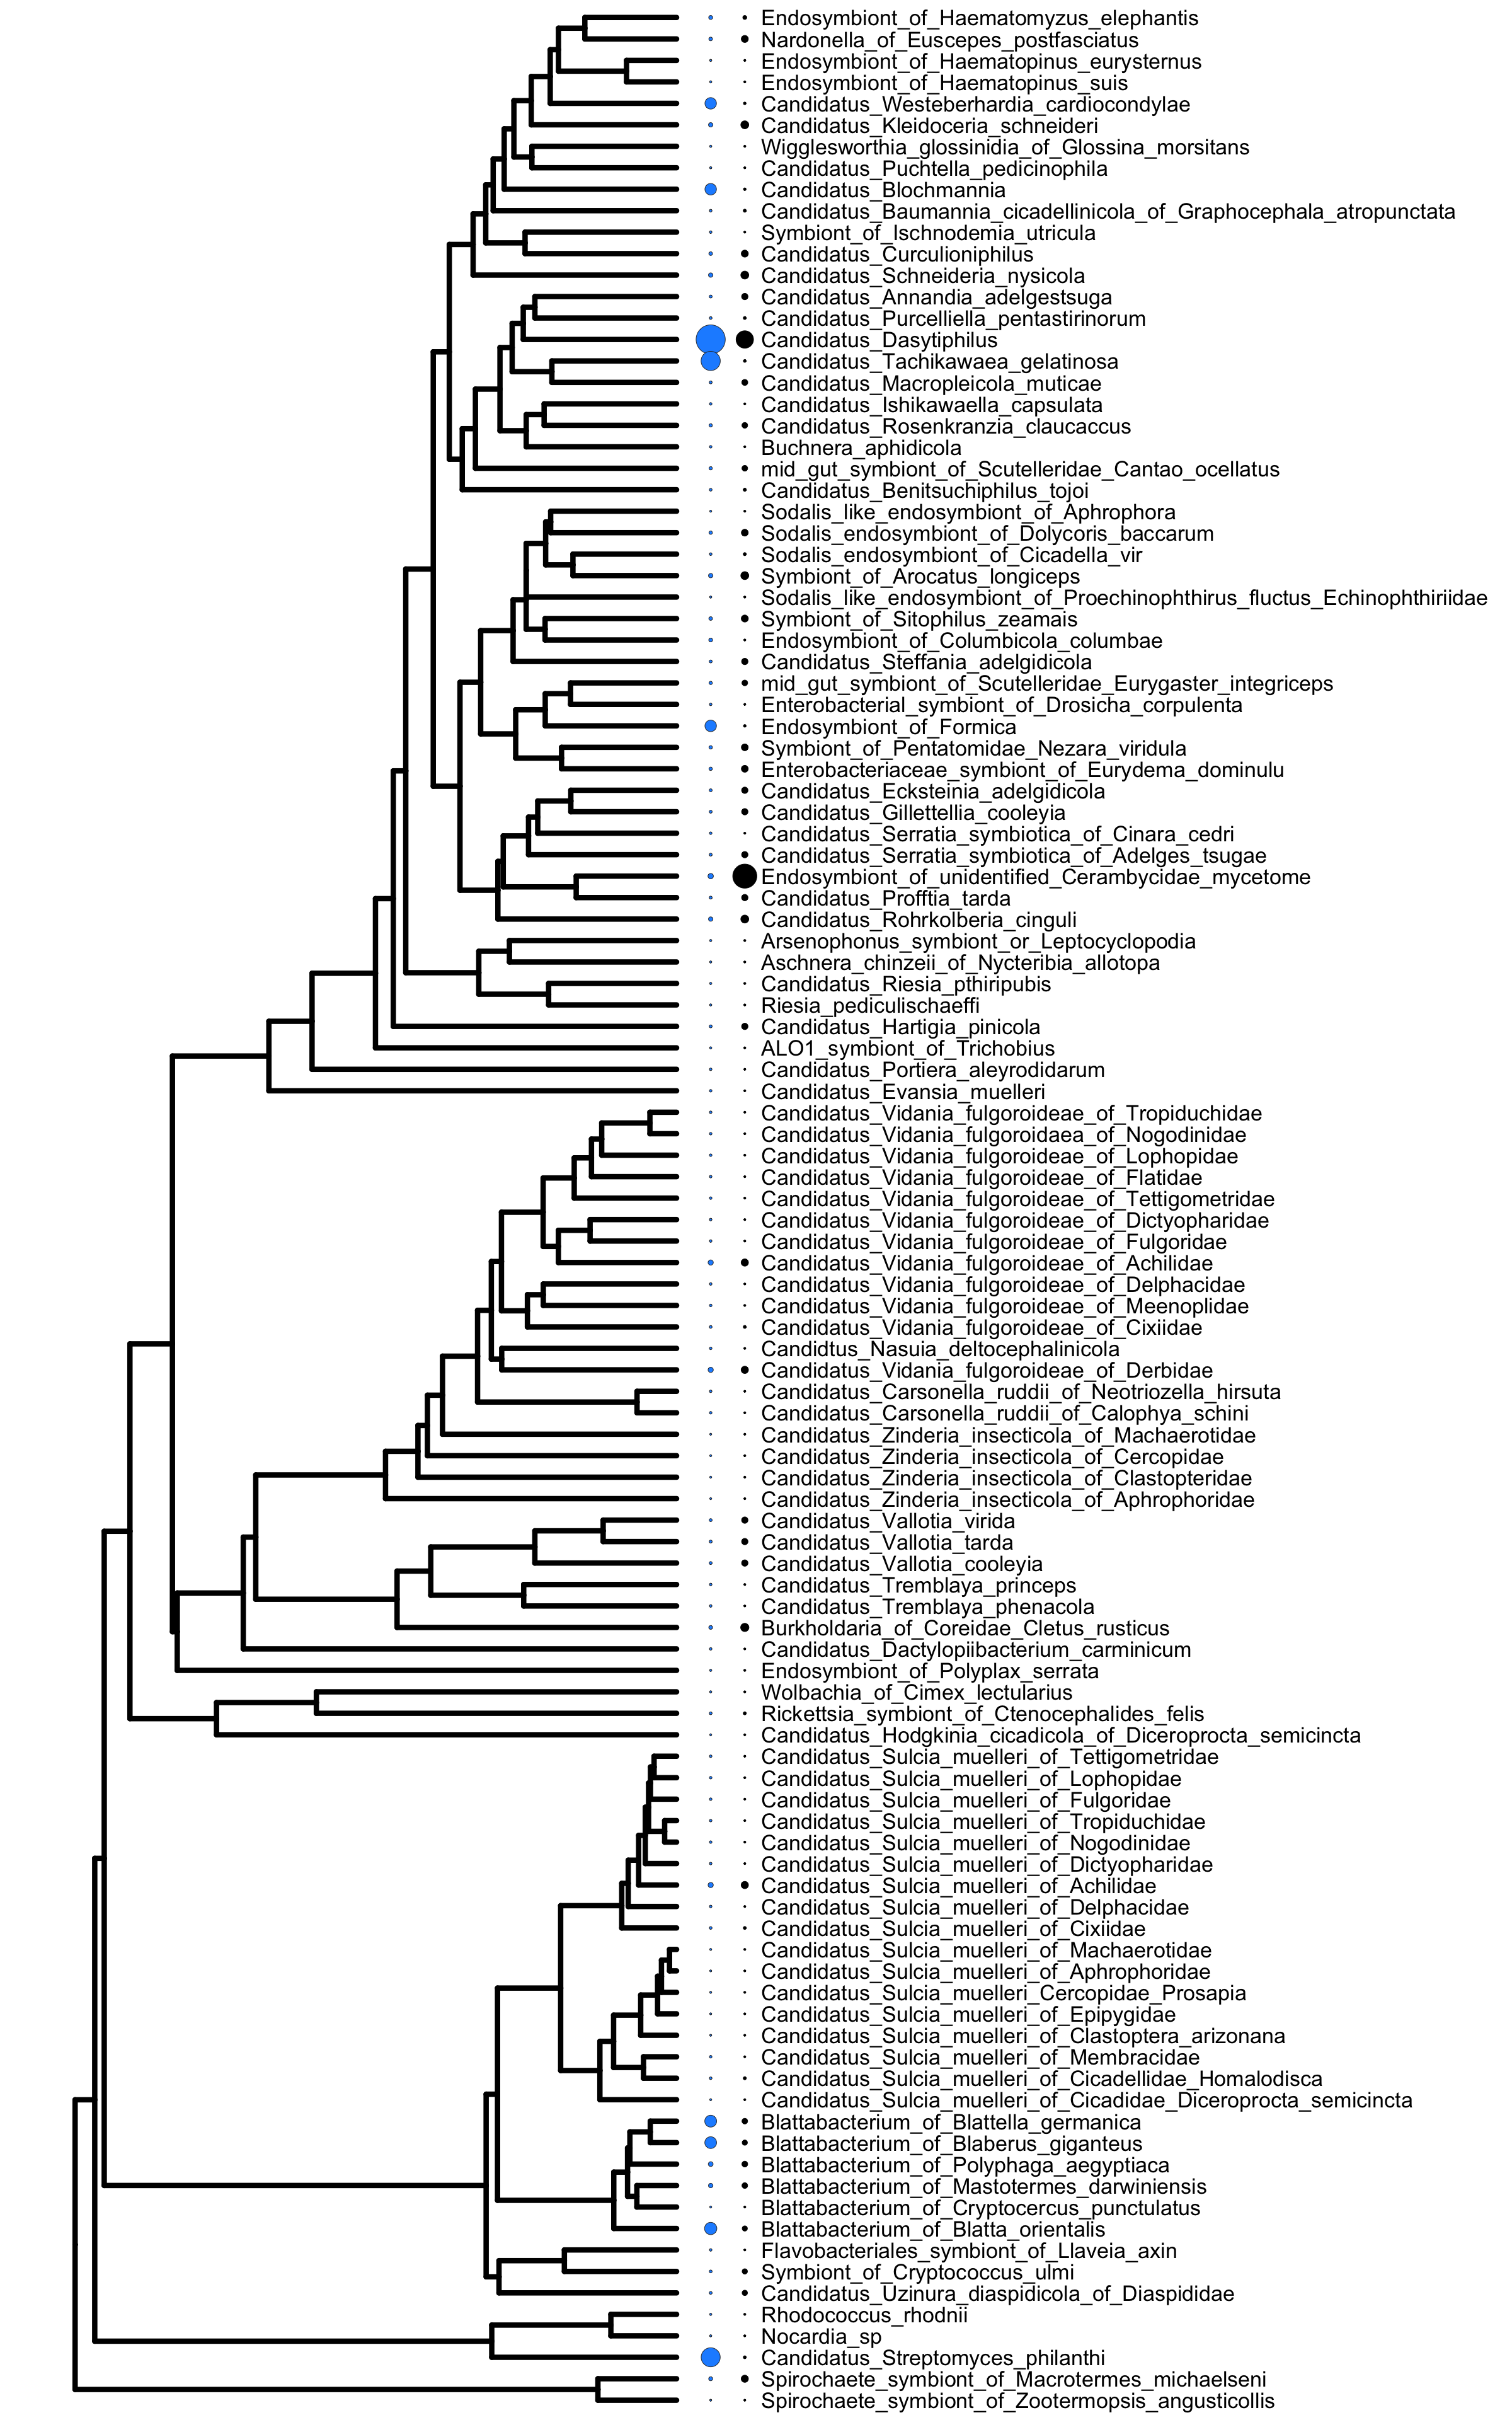 Endosymbiont_of_Haematomyzus_elephantis
Nardonella_of_Euscepes_postfasciatus
Endosymbiont_of_Haematopinus_eurysternus
Endosymbiont_of_Haematopinus_suis
Candidatus_Westeberhardia_cardiocondylae
Candidatus_Kleidoceria_schneideri
Wigglesworthia_glossinidia_of_Glossina_morsitans
Candidatus_Puchtella_pedicinophila
Candidatus_Blochmannia
Candidatus_Baumannia_cicadellinicola_of_Graphocephala_atropunctata
Symbiont_of_Ischnodemia_utricula
Candidatus_Curculioniphilus
Candidatus_Schneideria_nysicola
Candidatus_Annandia_adelgestsuga
Candidatus_Purcelliella_pentastirinorum
Candidatus_Dasytiphilus
Candidatus_Tachikawaea_gelatinosa
Candidatus_Macropleicola_muticae
Candidatus_Ishikawaella_capsulata
Candidatus_Rosenkranzia_claucaccus
Buchnera_aphidicola
mid_gut_symbiont_of_Scutelleridae_Cantao_ocellatus
Candidatus_Benitsuchiphilus_tojoi
Sodalis_like_endosymbiont_of_Aphrophora
Sodalis_endosymbiont_of_Dolycoris_baccarum
Sodalis_endosymbiont_of_Cicadella_vir
Symbiont_of_Arocatus_longiceps
Sodalis_like_endosymbiont_of_Proechinophthirus_fluctus_Echinophthiriidae
Symbiont_of_Sitophilus_zeamais
Endosymbiont_of_Columbicola_columbae
Candidatus_Steffania_adelgidicola
mid_gut_symbiont_of_Scutelleridae_Eurygaster_integriceps
Enterobacterial_symbiont_of_Drosicha_corpulenta
Endosymbiont_of_Formica
Symbiont_of_Pentatomidae_Nezara_viridula
Enterobacteriaceae_symbiont_of_Eurydema_dominulu
Candidatus_Ecksteinia_adelgidicola
Candidatus_Gillettellia_cooleyia
Candidatus_Serratia_symbiotica_of_Cinara_cedri
Candidatus_Serratia_symbiotica_of_Adelges_tsugae
Endosymbiont_of_unidentified_Cerambycidae_mycetome
Candidatus_Profftia_tarda
Candidatus_Rohrkolberia_cinguli
Arsenophonus_symbiont_or_Leptocyclopodia
Aschnera_chinzeii_of_Nycteribia_allotopa
Candidatus_Riesia_pthiripubis
Riesia_pediculischaeffi
Candidatus_Hartigia_pinicola
ALO1_symbiont_of_Trichobius
Candidatus_Portiera_aleyrodidarum
Candidatus_Evansia_muelleri
Candidatus_Vidania_fulgoroideae_of_Tropiduchidae
Candidatus_Vidania_fulgoroidaea_of_Nogodinidae
Candidatus_Vidania_fulgoroideae_of_Lophopidae
Candidatus_Vidania_fulgoroideae_of_Flatidae
Candidatus_Vidania_fulgoroideae_of_Tettigometridae
Candidatus_Vidania_fulgoroideae_of_Dictyopharidae
Candidatus_Vidania_fulgoroideae_of_Fulgoridae
Candidatus_Vidania_fulgoroideae_of_Achilidae
Candidatus_Vidania_fulgoroideae_of_Delphacidae
Candidatus_Vidania_fulgoroideae_of_Meenoplidae
Candidatus_Vidania_fulgoroideae_of_Cixiidae
Candidtus_Nasuia_deltocephalinicola
Candidatus_Vidania_fulgoroideae_of_Derbidae
Candidatus_Carsonella_ruddii_of_Neotriozella_hirsuta
Candidatus_Carsonella_ruddii_of_Calophya_schini
Candidatus_Zinderia_insecticola_of_Machaerotidae
Candidatus_Zinderia_insecticola_of_Cercopidae
Candidatus_Zinderia_insecticola_of_Clastopteridae
Candidatus_Zinderia_insecticola_of_Aphrophoridae
Candidatus_Vallotia_virida
Candidatus_Vallotia_tarda
Candidatus_Vallotia_cooleyia
Candidatus_Tremblaya_princeps
Candidatus_Tremblaya_phenacola
Burkholdaria_of_Coreidae_Cletus_rusticus
Candidatus_Dactylopiibacterium_carminicum
Endosymbiont_of_Polyplax_serrata
Wolbachia_of_Cimex_lectularius
Rickettsia_symbiont_of_Ctenocephalides_felis
Candidatus_Hodgkinia_cicadicola_of_Diceroprocta_semicincta
Candidatus_Sulcia_muelleri_of_Tettigometridae
Candidatus_Sulcia_muelleri_of_Lophopidae
Candidatus_Sulcia_muelleri_of_Fulgoridae
Candidatus_Sulcia_muelleri_of_Tropiduchidae
Candidatus_Sulcia_muelleri_of_Nogodinidae
Candidatus_Sulcia_muelleri_of_Dictyopharidae
Candidatus_Sulcia_muelleri_of_Achilidae
Candidatus_Sulcia_muelleri_of_Delphacidae
Candidatus_Sulcia_muelleri_of_Cixiidae
Candidatus_Sulcia_muelleri_of_Machaerotidae
Candidatus_Sulcia_muelleri_of_Aphrophoridae
Candidatus_Sulcia_muelleri_Cercopidae_Prosapia
Candidatus_Sulcia_muelleri_of_Epipygidae
Candidatus_Sulcia_muelleri_of_Clastoptera_arizonana
Candidatus_Sulcia_muelleri_of_Membracidae
Candidatus_Sulcia_muelleri_of_Cicadellidae_Homalodisca
Candidatus_Sulcia_muelleri_of_Cicadidae_Diceroprocta_semicincta
Blattabacterium_of_Blattella_germanica
Blattabacterium_of_Blaberus_giganteus
Blattabacterium_of_Polyphaga_aegyptiaca
Blattabacterium_of_Mastotermes_darwiniensis
Blattabacterium_of_Cryptocercus_punctulatus
Blattabacterium_of_Blatta_orientalis
Flavobacteriales_symbiont_of_Llaveia_axin
Symbiont_of_Cryptococcus_ulmi
Candidatus_Uzinura_diaspidicola_of_Diaspididae
Rhodococcus_rhodnii
Nocardia_sp
Candidatus_Streptomyces_philanthi
Spirochaete_symbiont_of_Macrotermes_michaelseni
Spirochaete_symbiont_of_Zootermopsis_angusticollis